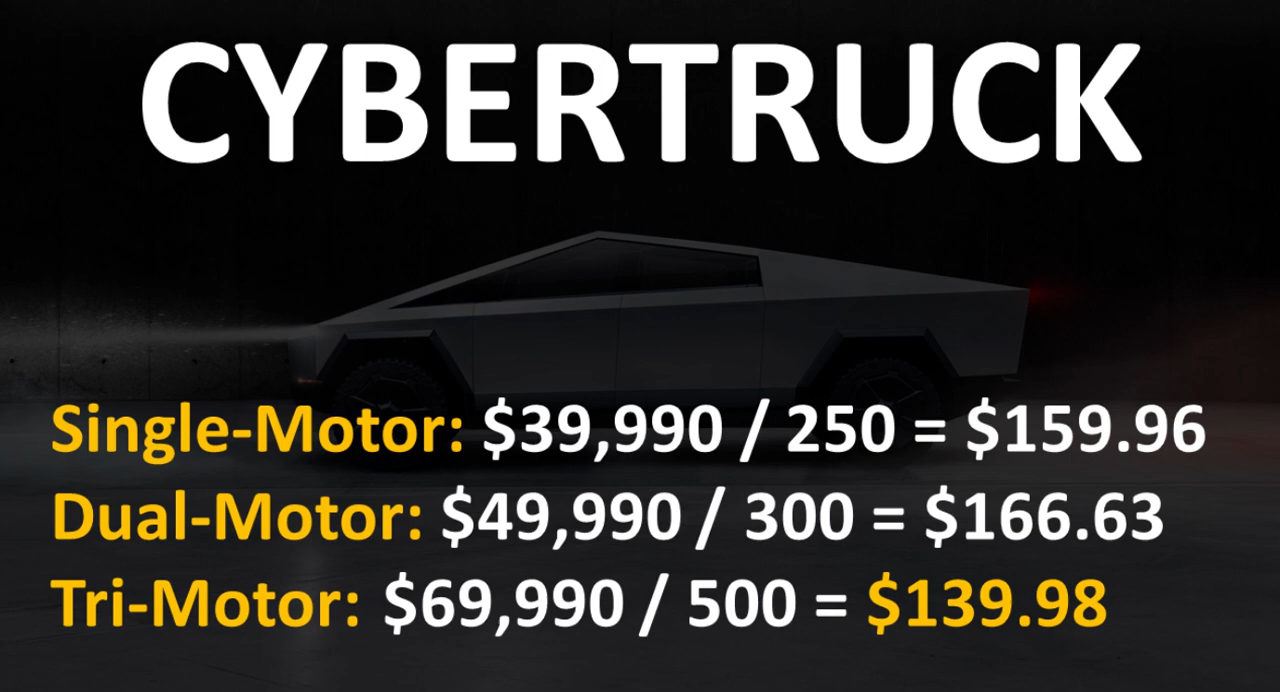 CYBERTRUCK
Single-Motor: $39,990 / 250 = $159.96
Dual-Motor: $49,990 / 300 = $166.63
Tri-Motor: $69,990 / 500 = $139.98